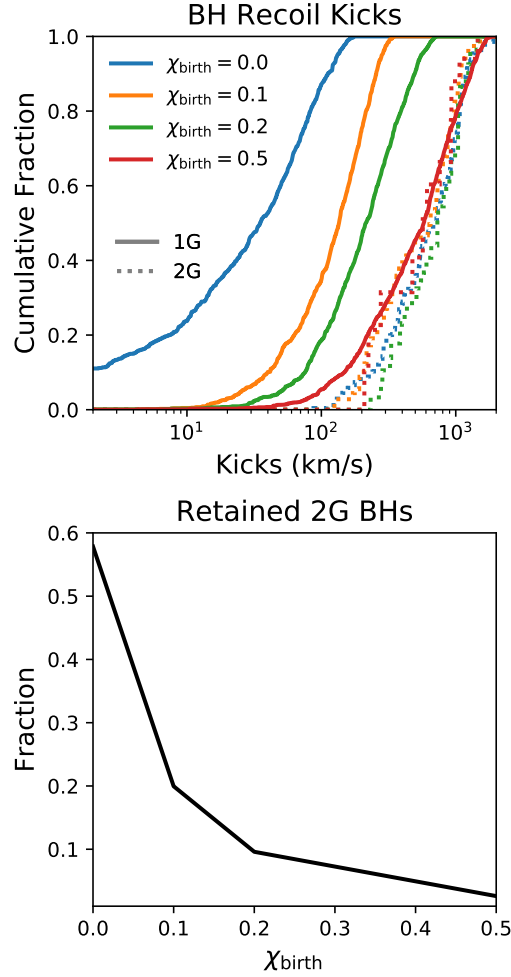 BH Recoil Kicks
Cumulative Fraction
1.0
0.8
0.6
0.4
0.2
0.0
χbirth = 0.0
χbirth = 0.1
χbirth = 0.2
χbirth = 0.5
1G
2G
10¹ 10² 10³
Kicks (km/s)
Retained 2G BHs
Fraction
0.6
0.5
0.4
0.3
0.2
0.1
0.0 0.1 0.2 0.3 0.4 0.5
χbirth